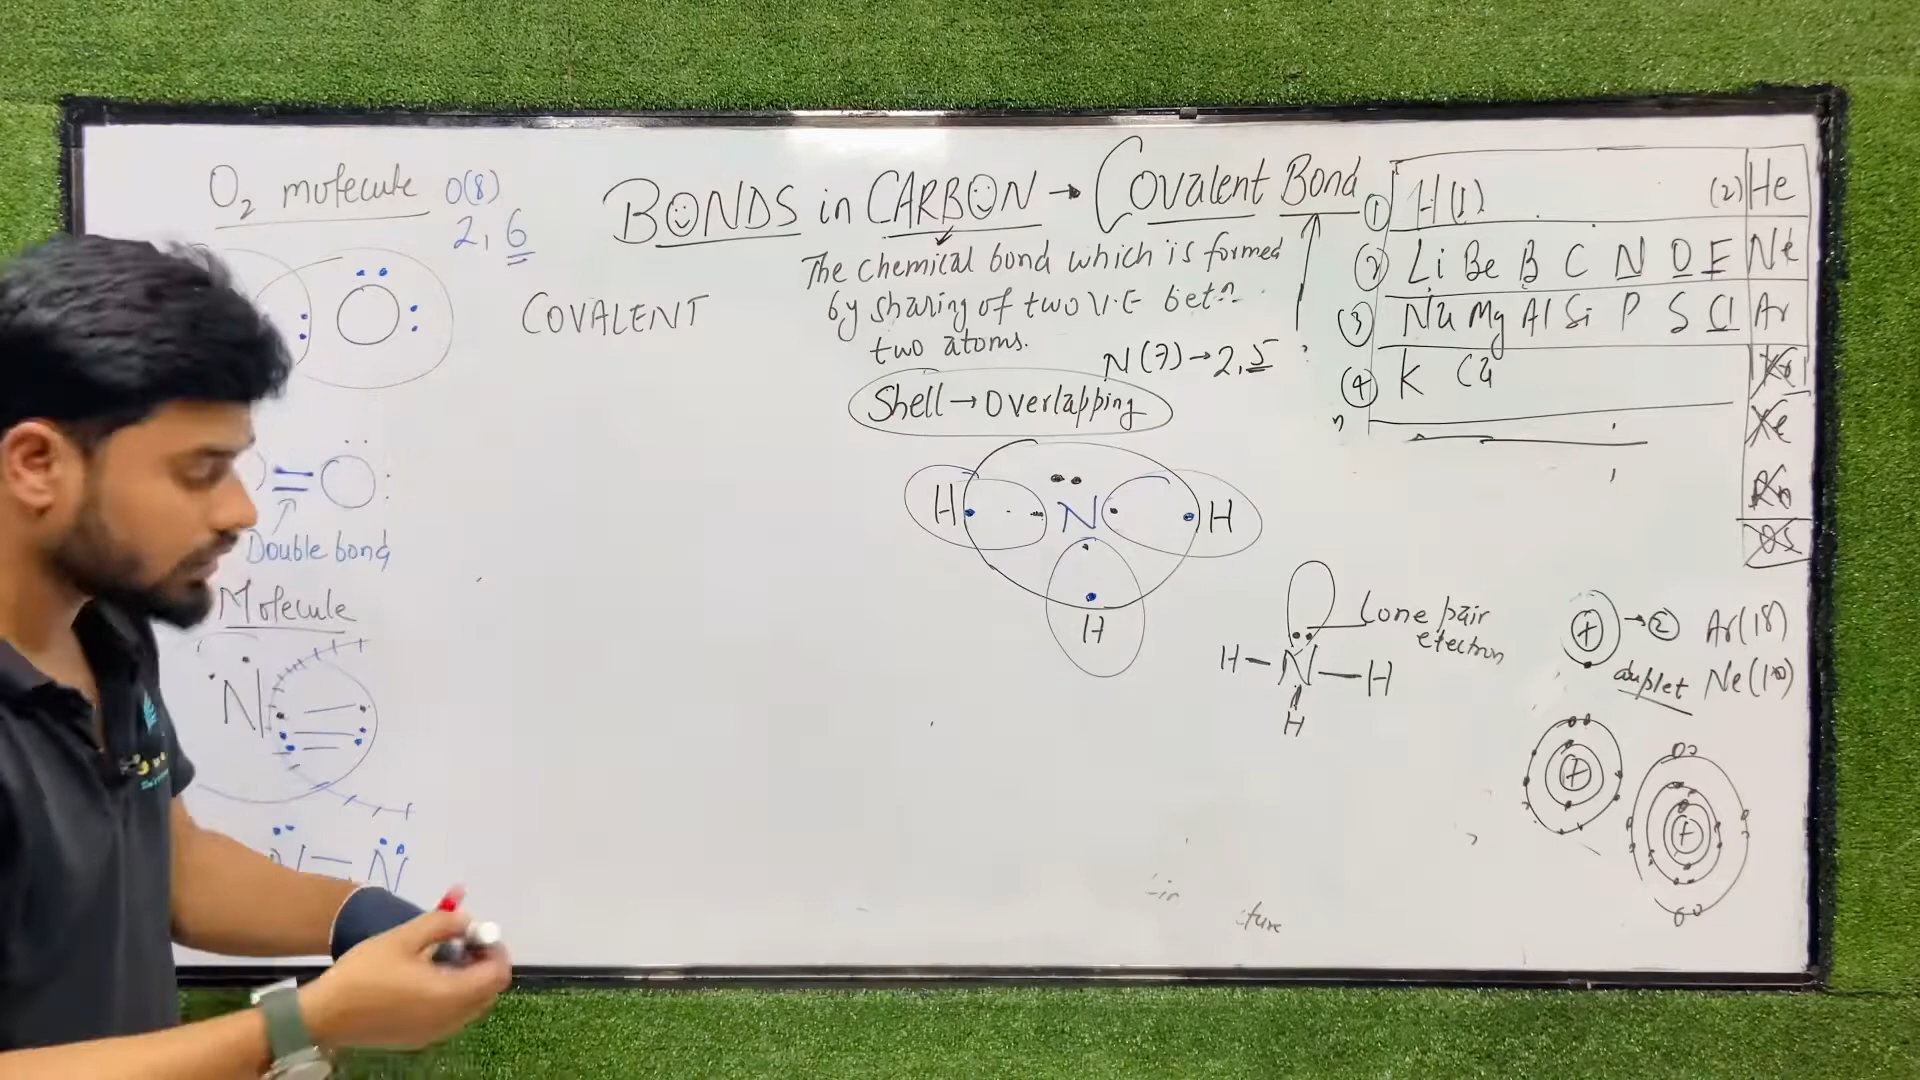 O₂ molecule O(8)
2, 6
Double bond
Molecule
N
N
BONDS in CARBON → Covalent Bond
The chemical bond which is formed
by sharing of two V.E betn
two atoms.
COVALENT
N(7) → 2,5
Shell → Overlapping
H N H
H
Lone pair
electron
H-N-H
H
① H(1) (2) He
② Li Be B C N O F Ne
(3) Na Mg Al Si P S Cl Ar
④ K Ca
Xe
Rn
+ → ② Ar(18)
duplet Ne(10)
+
+